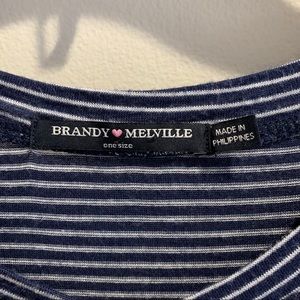 BRANDY 🩷 MELVILLE
one size
MADE IN
PHILIPPINES